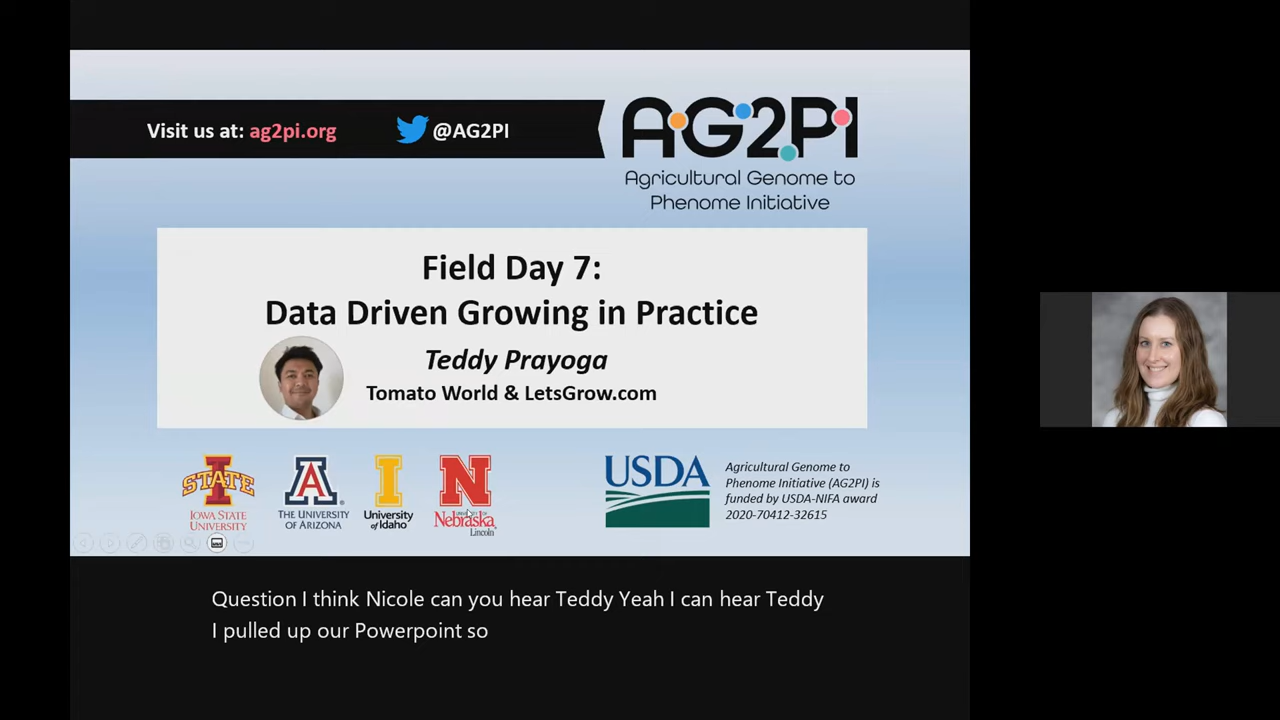 Visit us at: ag2pi.org
@AG2PI
AG2PI
Agricultural Genome to
Phenome Initiative
Field Day 7:
Data Driven Growing in Practice
Teddy Prayoga
Tomato World & LetsGrow.com
STATE
IOWA STATE
UNIVERSITY
A
THE UNIVERSITY
OF ARIZONA
I
University
of Idaho
N
Nebraska
Lincoln
USDA
Agricultural Genome to
Phenome Initiative (AG2PI) is
funded by USDA-NIFA award
2020-70412-32615
Question I think Nicole can you hear Teddy Yeah I can hear Teddy
I pulled up our Powerpoint so